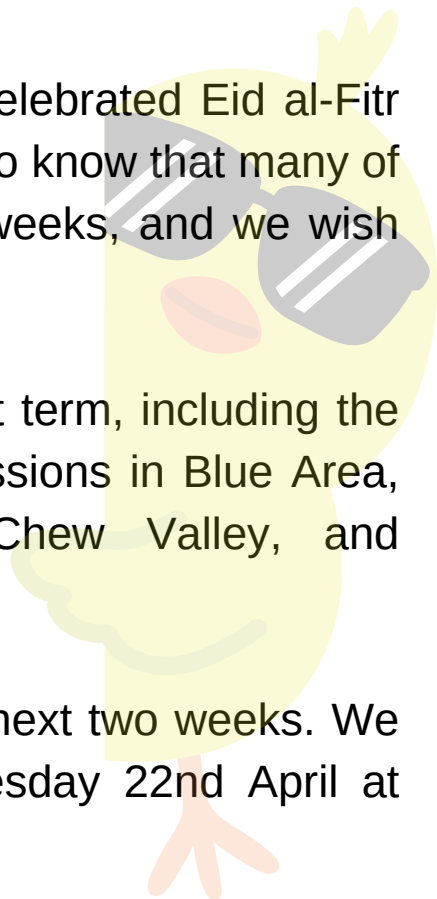 elebrated Eid al-Fitr
o know that many of
weeks, and we wish
t term, including the
ssions in Blue Area,
Chew Valley, and
next two weeks. We
esday 22nd April at